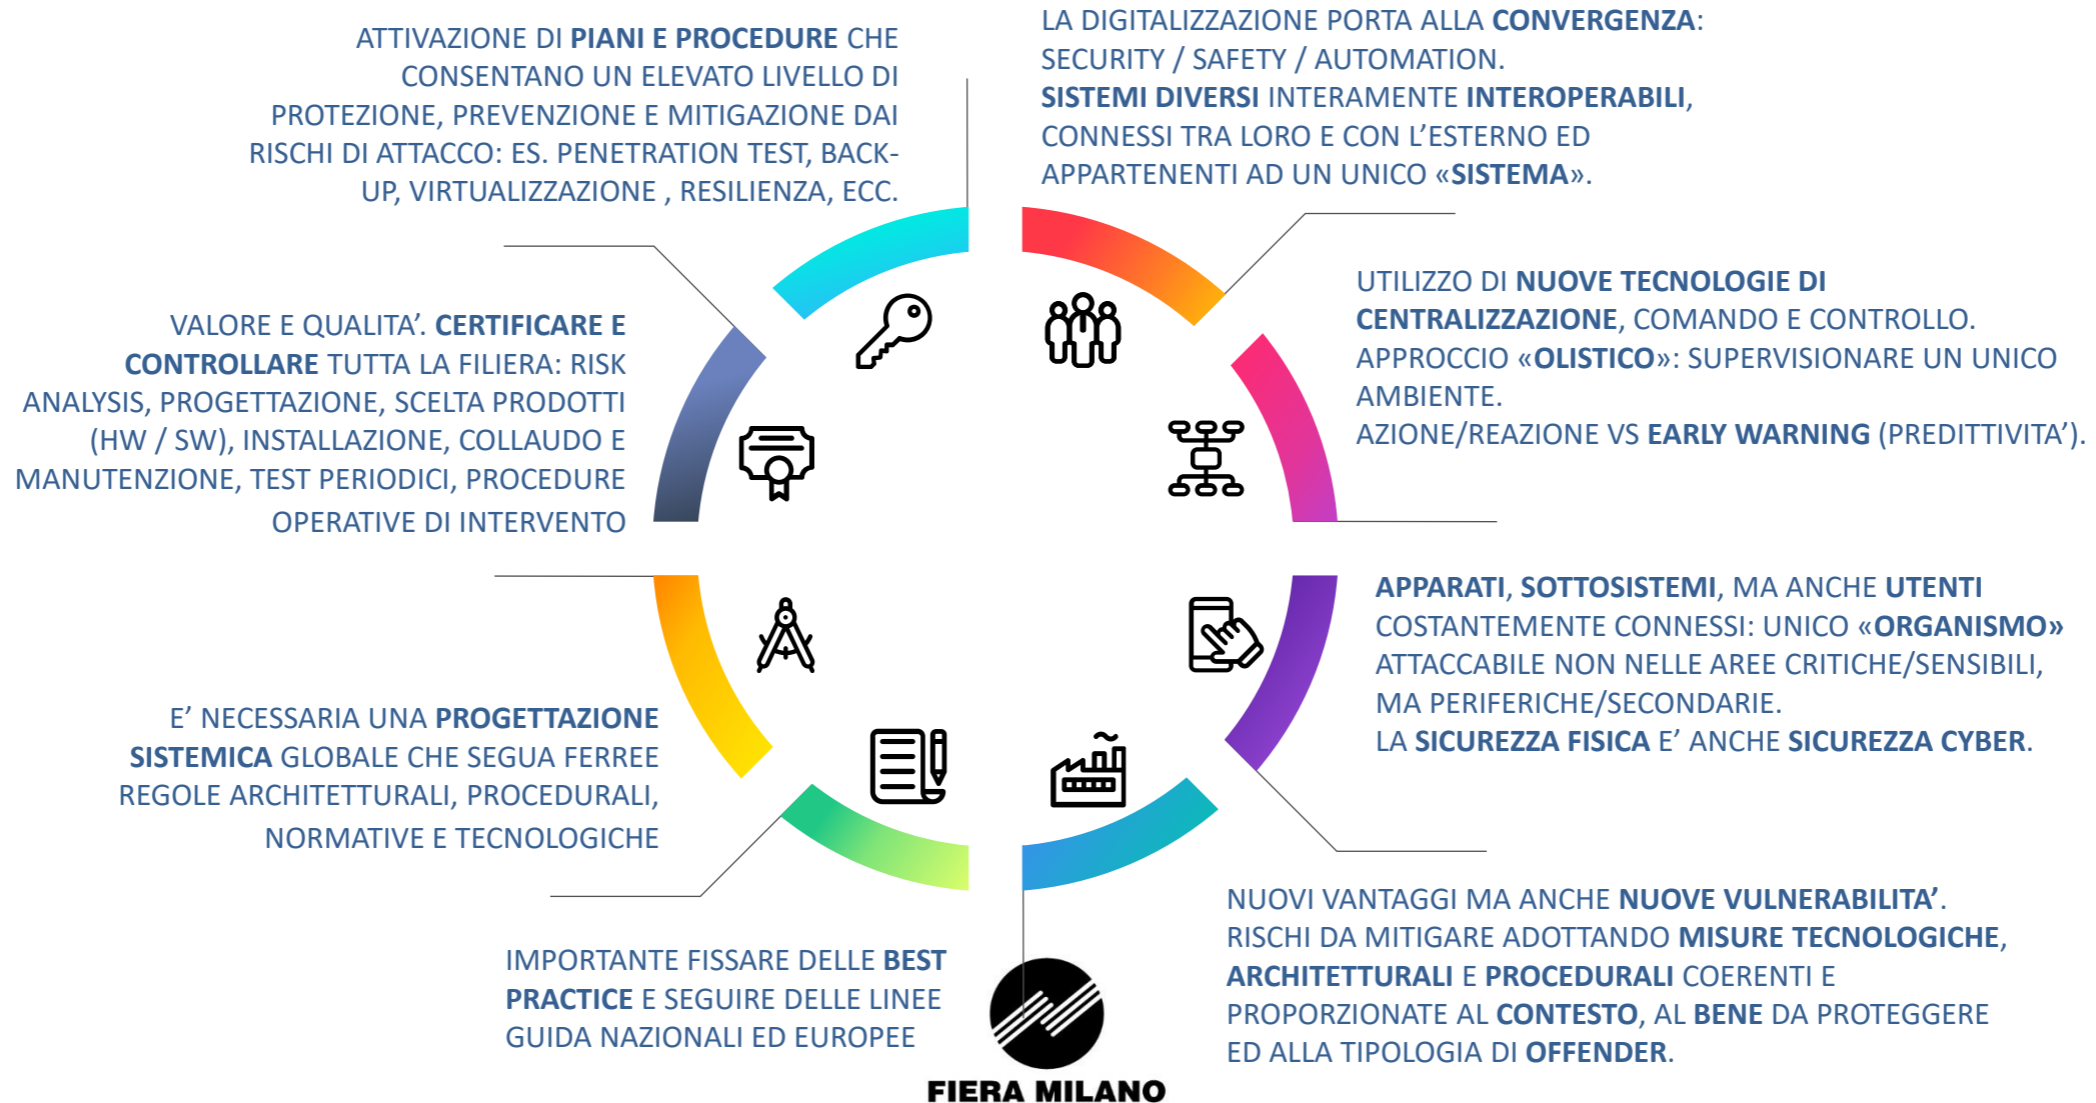 LA DIGITALIZZAZIONE PORTA ALLA CONVERGENZA:
SECURITY / SAFETY / AUTOMATION.
SISTEMI DIVERSI INTERAMENTE INTEROPERABILI,
CONNESSI TRA LORO E CON L’ESTERNO ED
APPARTENENTI AD UN UNICO «SISTEMA».
UTILIZZO DI NUOVE TECNOLOGIE DI
CENTRALIZZAZIONE, COMANDO E CONTROLLO.
APPROCCIO «OLISTICO»: SUPERVISIONARE UN UNICO
AMBIENTE.
AZIONE/REAZIONE VS EARLY WARNING (PREDITTIVITA’).
APPARATI, SOTTOSISTEMI, MA ANCHE UTENTI
COSTANTEMENTE CONNESSI: UNICO «ORGANISMO»
ATTACCABILE NON NELLE AREE CRITICHE/SENSIBILI,
MA PERIFERICHE/SECONDARIE.
LA SICUREZZA FISICA E’ ANCHE SICUREZZA CYBER.
NUOVI VANTAGGI MA ANCHE NUOVE VULNERABILITA’.
RISCHI DA MITIGARE ADOTTANDO MISURE TECNOLOGICHE,
ARCHITETTURALI E PROCEDURALI COERENTI E
PROPORZIONATE AL CONTESTO, AL BENE DA PROTEGGERE
ED ALLA TIPOLOGIA DI OFFENDER.
FIERA MILANO
IMPORTANTE FISSARE DELLE BEST
PRACTICE E SEGUIRE DELLE LINEE
GUIDA NAZIONALI ED EUROPEE
E’ NECESSARIA UNA PROGETTAZIONE
SISTEMICA GLOBALE CHE SEGUA FERREE
REGOLE ARCHITETTURALI, PROCEDURALI,
NORMATIVE E TECNOLOGICHE
VALORE E QUALITA’. CERTIFICARE E
CONTROLLARE TUTTA LA FILIERA: RISK
ANALYSIS, PROGETTAZIONE, SCELTA PRODOTTI
(HW / SW), INSTALLAZIONE, COLLAUDO E
MANUTENZIONE, TEST PERIODICI, PROCEDURE
OPERATIVE DI INTERVENTO
ATTIVAZIONE DI PIANI E PROCEDURE CHE
CONSENTANO UN ELEVATO LIVELLO DI
PROTEZIONE, PREVENZIONE E MITIGAZIONE DAI
RISCHI DI ATTACCO: ES. PENETRATION TEST, BACK-
UP, VIRTUALIZZAZIONE , RESILIENZA, ECC.